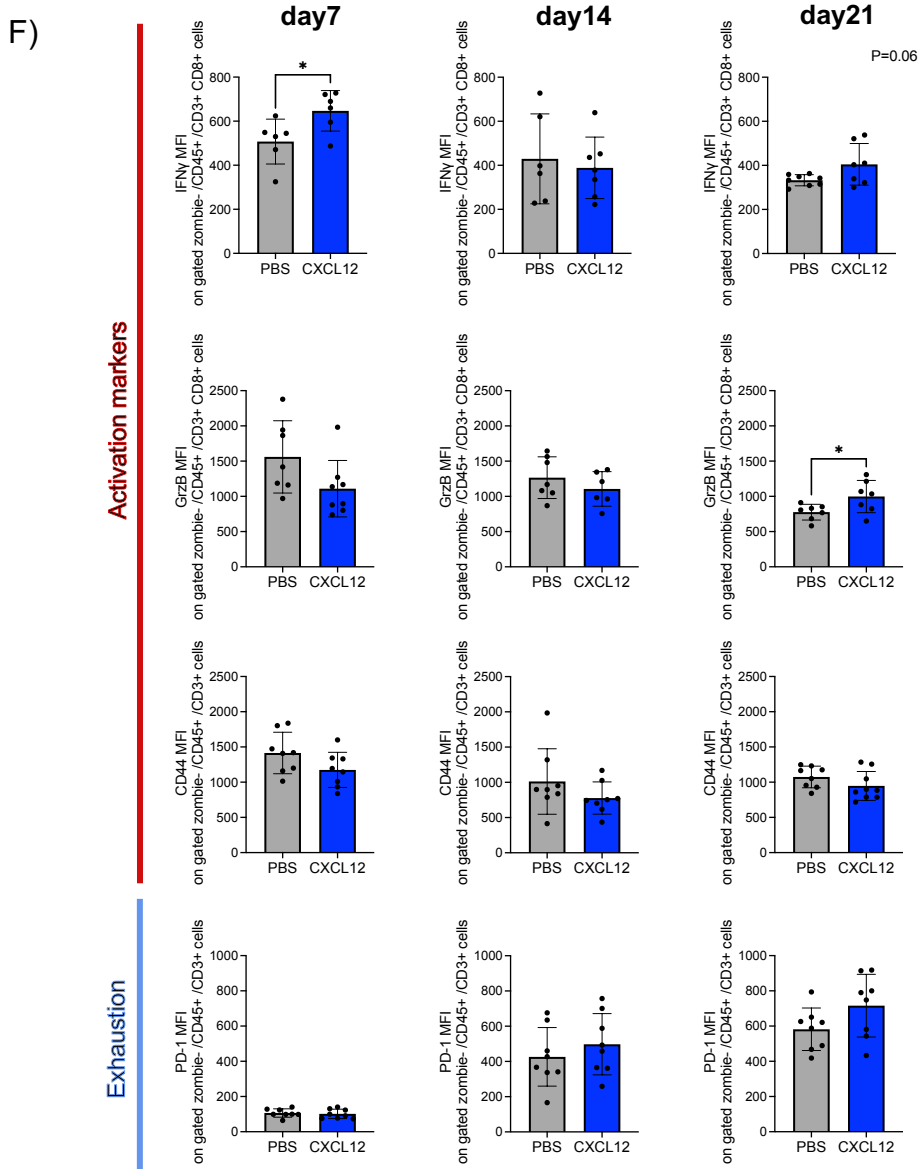 F)
day7
day14
day21
P=0.06
Activation markers
IFNγ MFI
on gated zombie- /CD45+ /CD3+ CD8+ cells
800
600
400
200
0
*
PBS
CXCL12
IFNγ MFI
on gated zombie- /CD45+ /CD3+ CD8+ cells
800
600
400
200
0
PBS
CXCL12
IFNγ MFI
on gated zombie- /CD45+ /CD3+ CD8+ cells
800
600
400
200
0
PBS
CXCL12
GrzB MFI
on gated zombie- /CD45+ /CD3+ CD8+ cells
2500
2000
1500
1000
500
0
PBS
CXCL12
GrzB MFI
on gated zombie- /CD45+ /CD3+ CD8+ cells
2500
2000
1500
1000
500
0
PBS
CXCL12
GrzB MFI
on gated zombie- /CD45+ /CD3+ CD8+ cells
2500
2000
1500
1000
500
0
*
PBS
CXCL12
CD44 MFI
on gated zombie- /CD45+ /CD3+ cells
2500
2000
1500
1000
500
0
PBS
CXCL12
CD44 MFI
on gated zombie- /CD45+ /CD3+ cells
2500
2000
1500
1000
500
0
PBS
CXCL12
CD44 MFI
on gated zombie- /CD45+ /CD3+ cells
2500
2000
1500
1000
500
0
PBS
CXCL12
Exhaustion
PD-1 MFI
on gated zombie- /CD45+ /CD3+ cells
1000
800
600
400
200
0
PBS
CXCL12
PD-1 MFI
on gated zombie- /CD45+ /CD3+ cells
1000
800
600
400
200
0
PBS
CXCL12
PD-1 MFI
on gated zombie- /CD45+ /CD3+ cells
1000
800
600
400
200
0
PBS
CXCL12